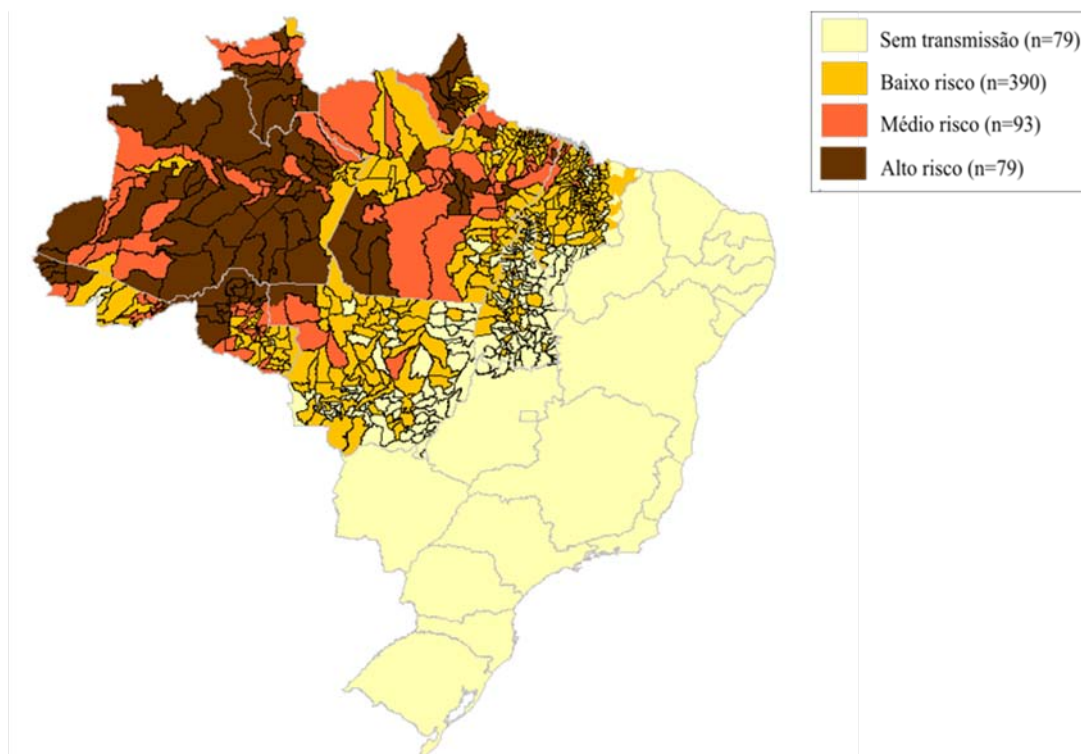 Sem transmissão (n=79)
Baixo risco (n=390)
Médio risco (n=93)
Alto risco (n=79)